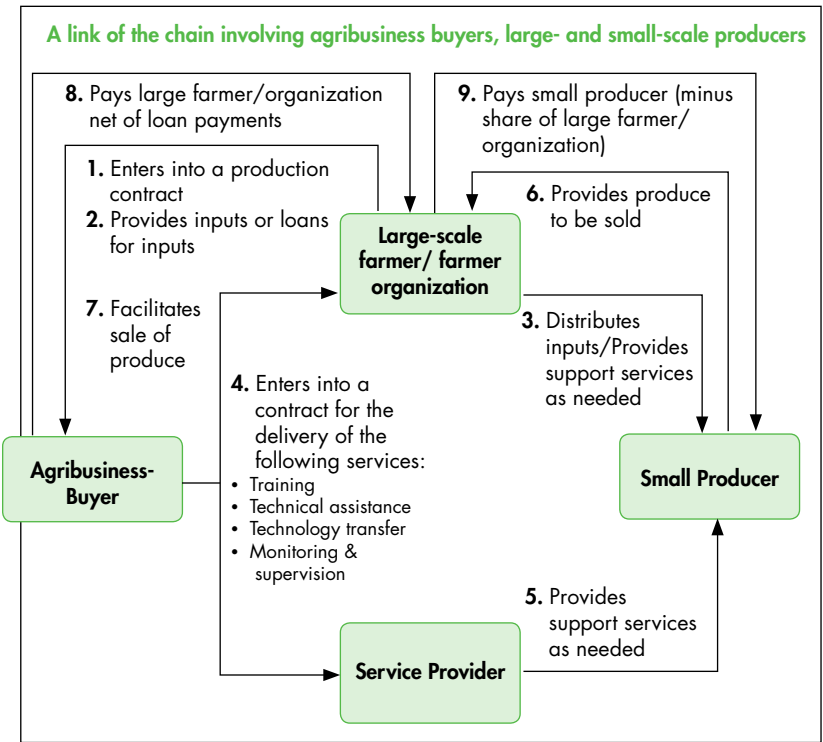 A link of the chain involving agribusiness buyers, large- and small-scale producers
8. Pays large farmer/organization
net of loan payments
9. Pays small producer (minus
share of large farmer/
organization)
1. Enters into a production
contract
2. Provides inputs or loans
for inputs
6. Provides produce
to be sold
Large-scale
farmer/ farmer
organization
7. Facilitates
sale of
produce
3. Distributes
inputs/Provides
support services
as needed
4. Enters into a
contract for the
delivery of the
following services:
• Training
• Technical assistance
• Technology transfer
• Monitoring &
supervision
Agribusiness-
Buyer
Small Producer
5. Provides
support services
as needed
Service Provider